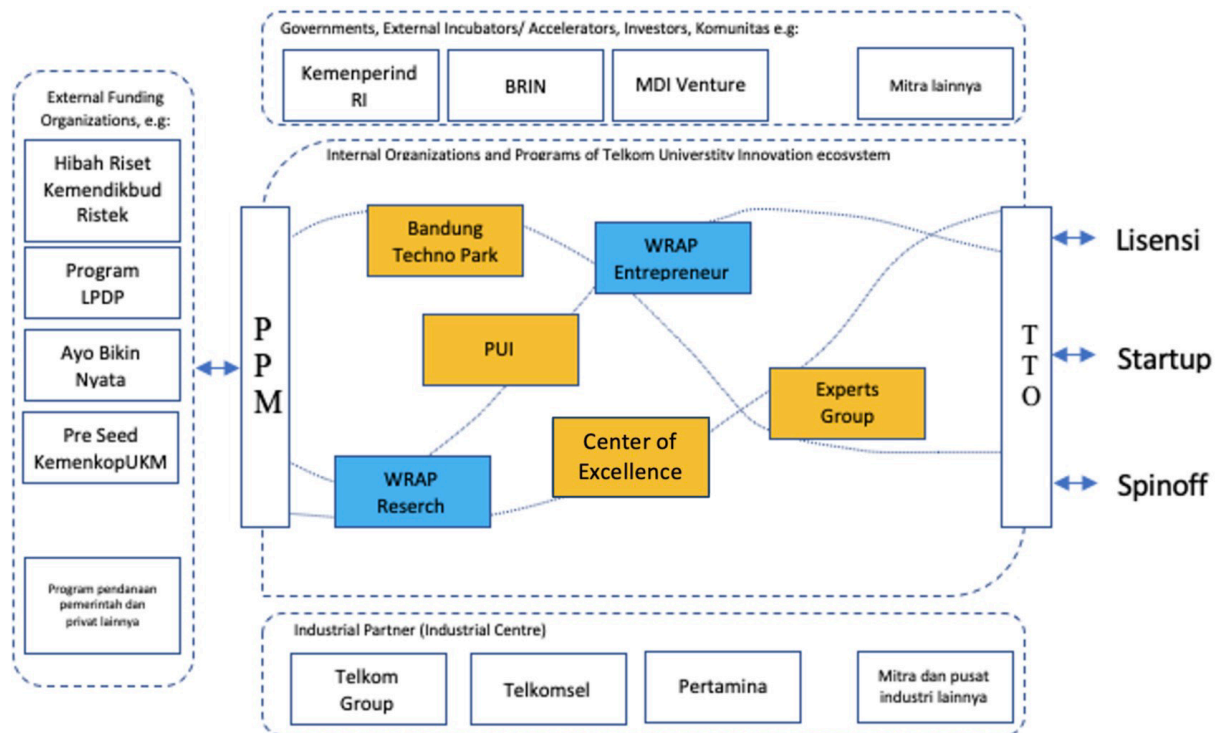 Governments, External Incubators/ Accelerators, Investors, Komunitas e.g:
Kemenperind
RI
BRIN
MDI Venture
Mitra lainnya
External Funding
Organizations, e.g:
Hibah Riset
Kemendikbud
Ristek
Program
LPDP
Ayo Bikin
Nyata
Pre Seed
KemenkopUKM
Program pendanaan
pemerintah dan
privat lainnya
Internal Organizations and Programs of Telkom Universtity Innovation ecosystem
P
P
M
Bandung
Techno Park
WRAP
Entrepreneur
PUI
Experts
Group
Center of
Excellence
WRAP
Reserch
T
T
O
Lisensi
Startup
Spinoff
Industrial Partner (Industrial Centre)
Telkom
Group
Telkomsel
Pertamina
Mitra dan pusat
industri lainnya